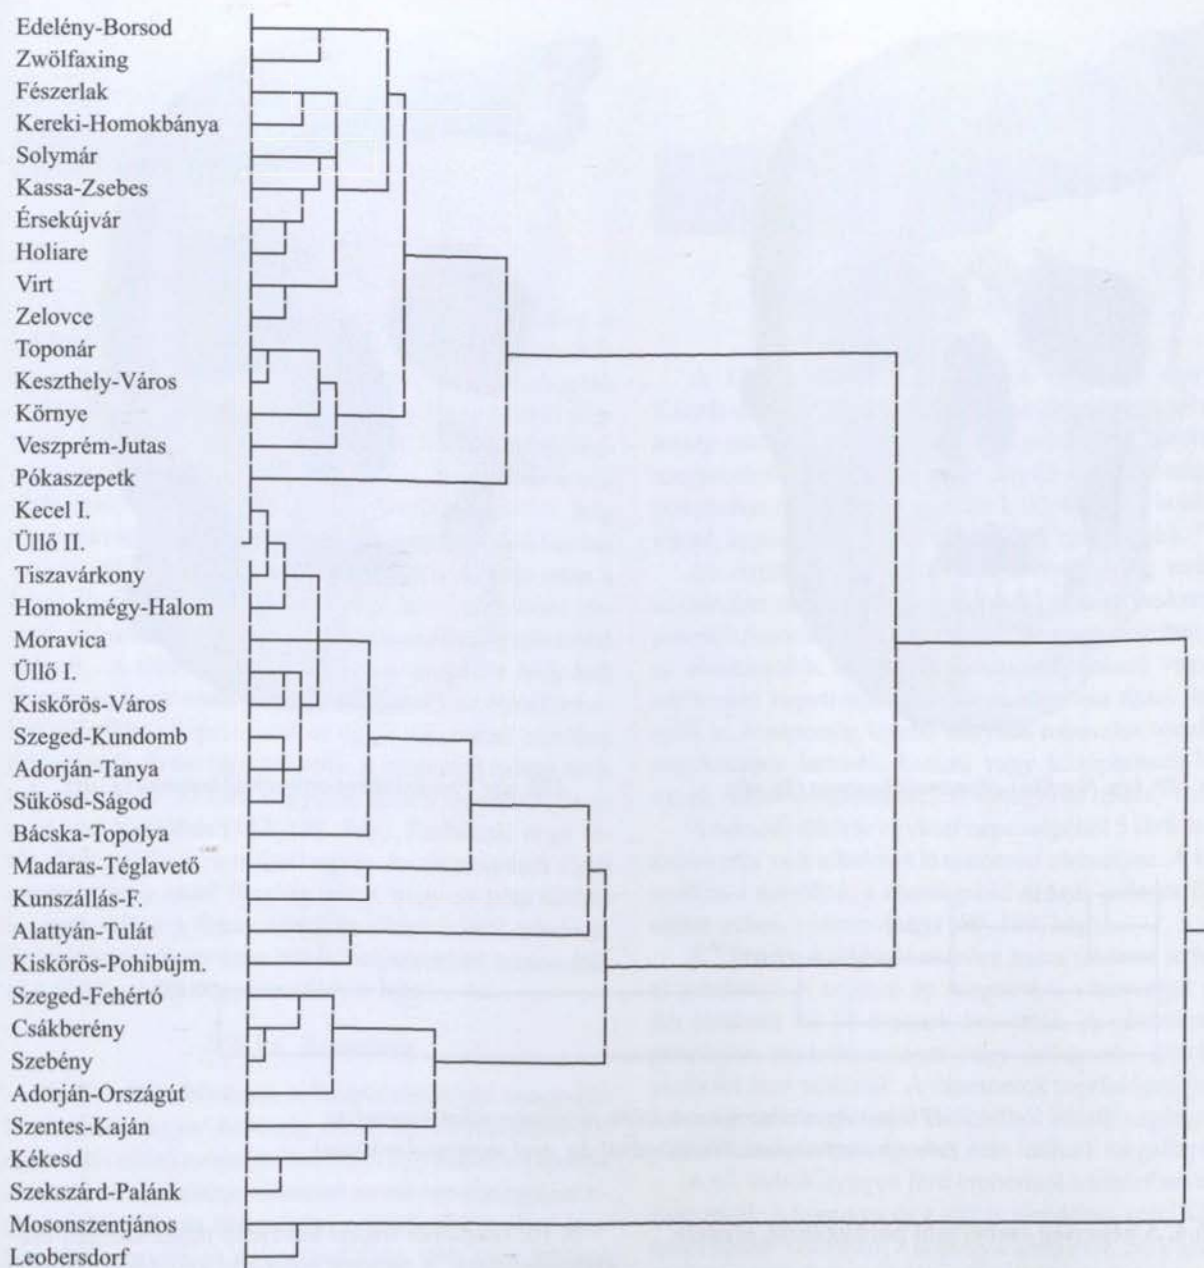 Edelény-Borsod
Zwölfaxing
Fészerlak
Kereki-Homokbánya
Solymár
Kassa-Zsebes
Érsekújvár
Holiare
Virt
Zelovce
Toponár
Keszthely-Város
Környe
Veszprém-Jutas
Pókaszepetk
Kecel I.
Üllő II.
Tiszavárkony
Homokmégy-Halom
Moravica
Üllő I.
Kiskőrös-Város
Szeged-Kundomb
Adorján-Tanya
Sükösd-Ságod
Bácska-Topolya
Madaras-Téglavető
Kunszállás-F.
Alattyán-Tulát
Kiskörös-Pohibújm.
Szeged-Fehértó
Csákberény
Szebény
Adorján-Országút
Szentes-Kaján
Kékesd
Szekszárd-Palánk
Mosonszentjános
Leobersdorf